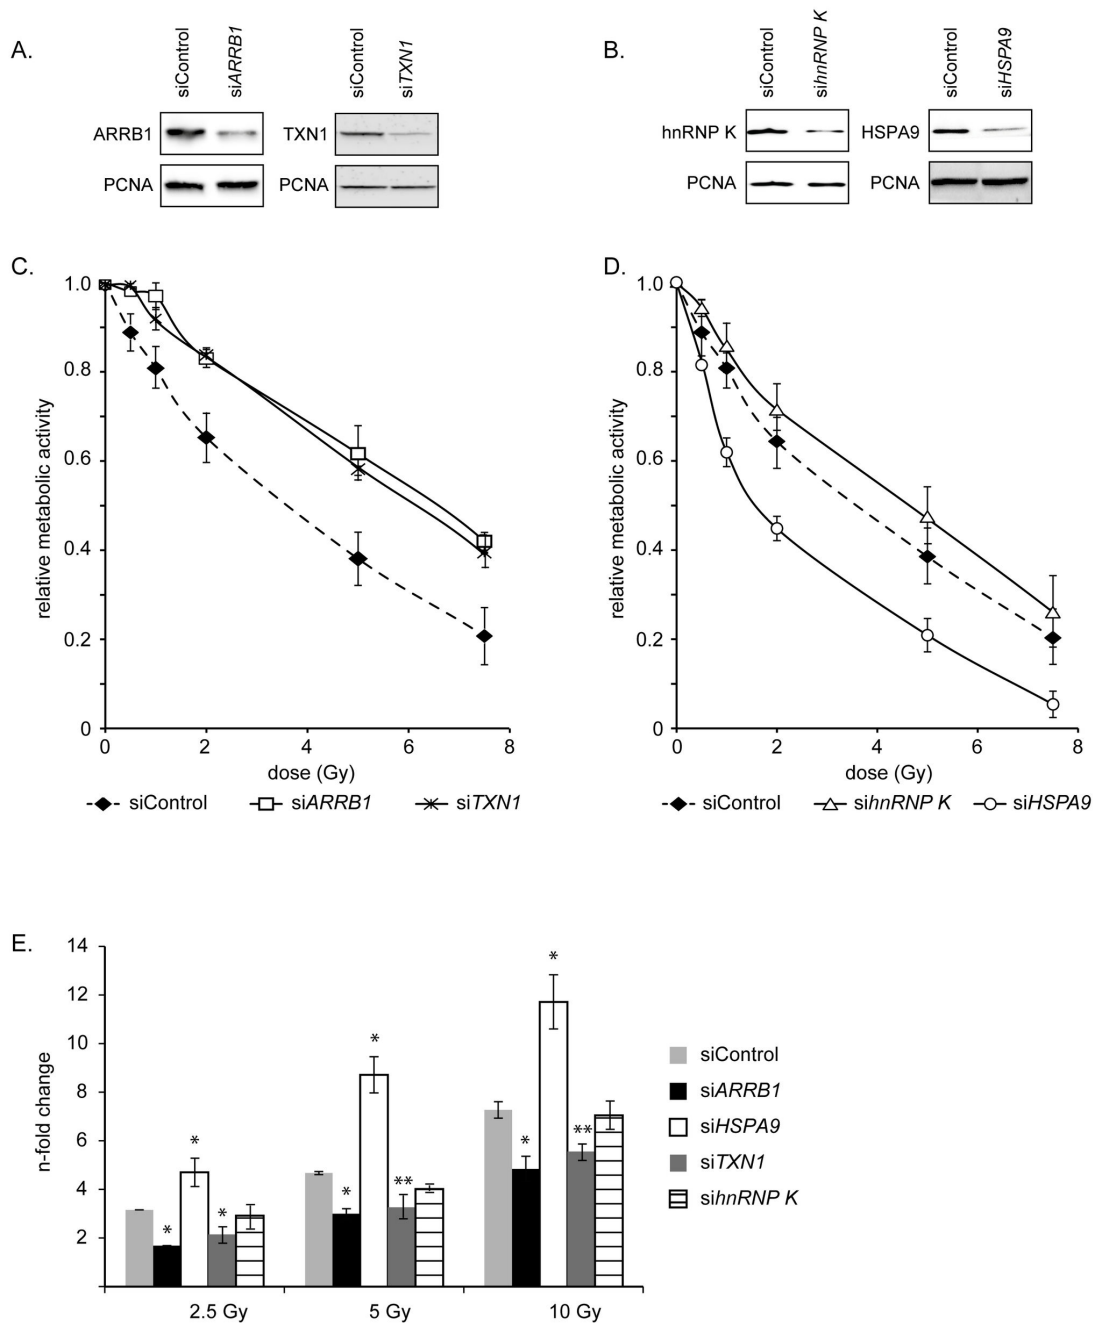 A.
siControl
siARRB1
siControl
siTXN1
ARRB1
TXN1
PCNA
PCNA
B.
siControl
sihnRNP K
siControl
siHSPA9
hnRNP K
HSPA9
PCNA
PCNA
C.
relative metabolic activity
1.0
0.8
0.6
0.4
0.2
0
0 2 4 6 8
dose (Gy)
siControl siARRB1 siTXN1
D.
relative metabolic activity
1.0
0.8
0.6
0.4
0.2
0
0 2 4 6 8
dose (Gy)
siControl sihnRNP K siHSPA9
E.
n-fold change
14
12
10
8
6
4
2
* * *
* * **
* * **
2.5 Gy 5 Gy 10 Gy
siControl
siARRB1
siHSPA9
siTXN1
sihnRNP K